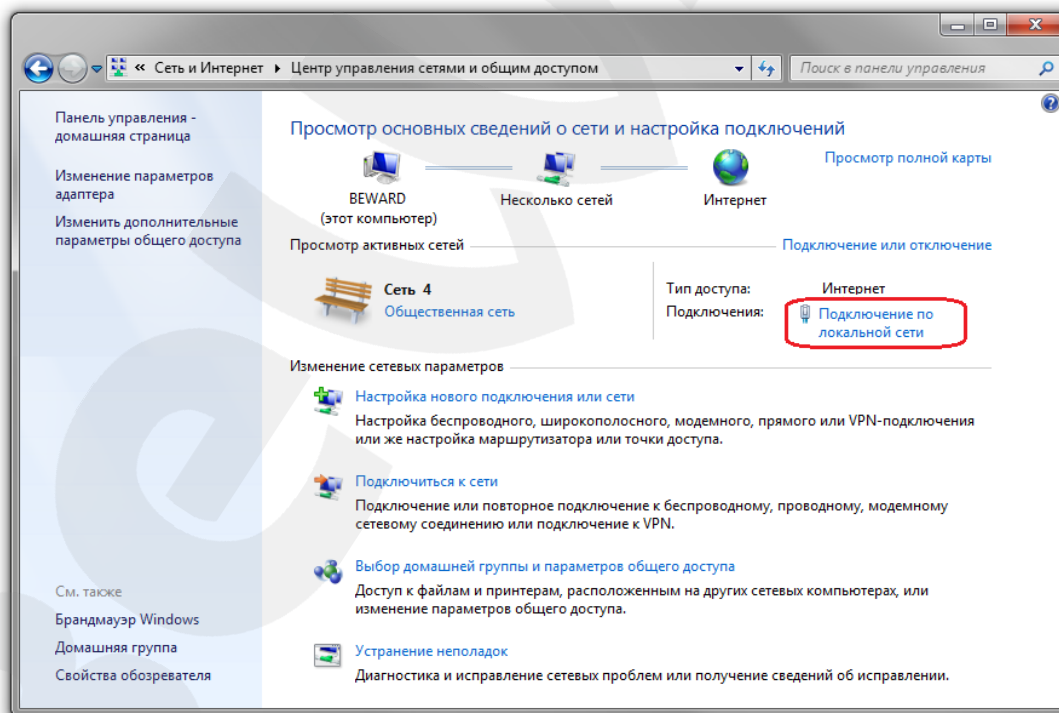 « Сеть и Интернет ▸ Центр управления сетями и общим доступом
Поиск в панели управления
Панель управления -
домашняя страница
Изменение параметров
адаптера
Изменить дополнительные
параметры общего доступа
См. также
Брандмауэр Windows
Домашняя группа
Свойства обозревателя
Просмотр основных сведений о сети и настройка подключений
Просмотр полной карты
BEWARD
(этот компьютер)
Несколько сетей
Интернет
Просмотр активных сетей
Подключение или отключение
Сеть 4
Общественная сеть
Тип доступа: Интернет
Подключения: Подключение по
локальной сети
Изменение сетевых параметров
Настройка нового подключения или сети
Настройка беспроводного, широкополосного, модемного, прямого или VPN-подключения
или же настройка маршрутизатора или точки доступа.
Подключиться к сети
Подключение или повторное подключение к беспроводному, проводному, модемному
сетевому соединению или подключение к VPN.
Выбор домашней группы и параметров общего доступа
Доступ к файлам и принтерам, расположенным на других сетевых компьютерах, или
изменение параметров общего доступа.
Устранение неполадок
Диагностика и исправление сетевых проблем или получение сведений об исправлении.